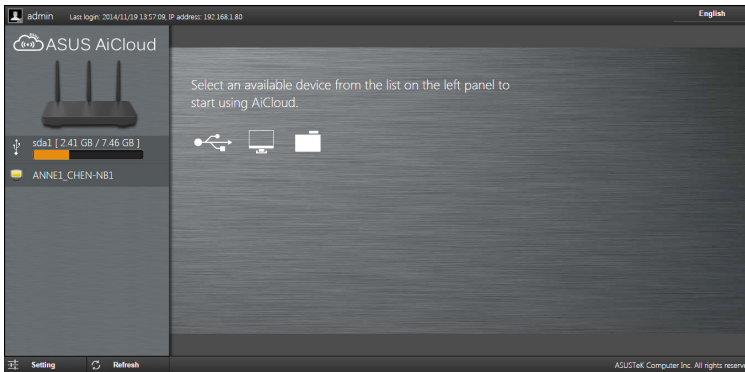 admin Last login: 2014/11/19 13:57:09, IP address: 192.168.1.80 English
ASUS AiCloud
Select an available device from the list on the left panel to
start using AiCloud.
sda1 [ 2.41 GB / 7.46 GB ]
ANNE1_CHEN-NB1
Setting Refresh ASUSTeK Computer Inc. All rights reserve